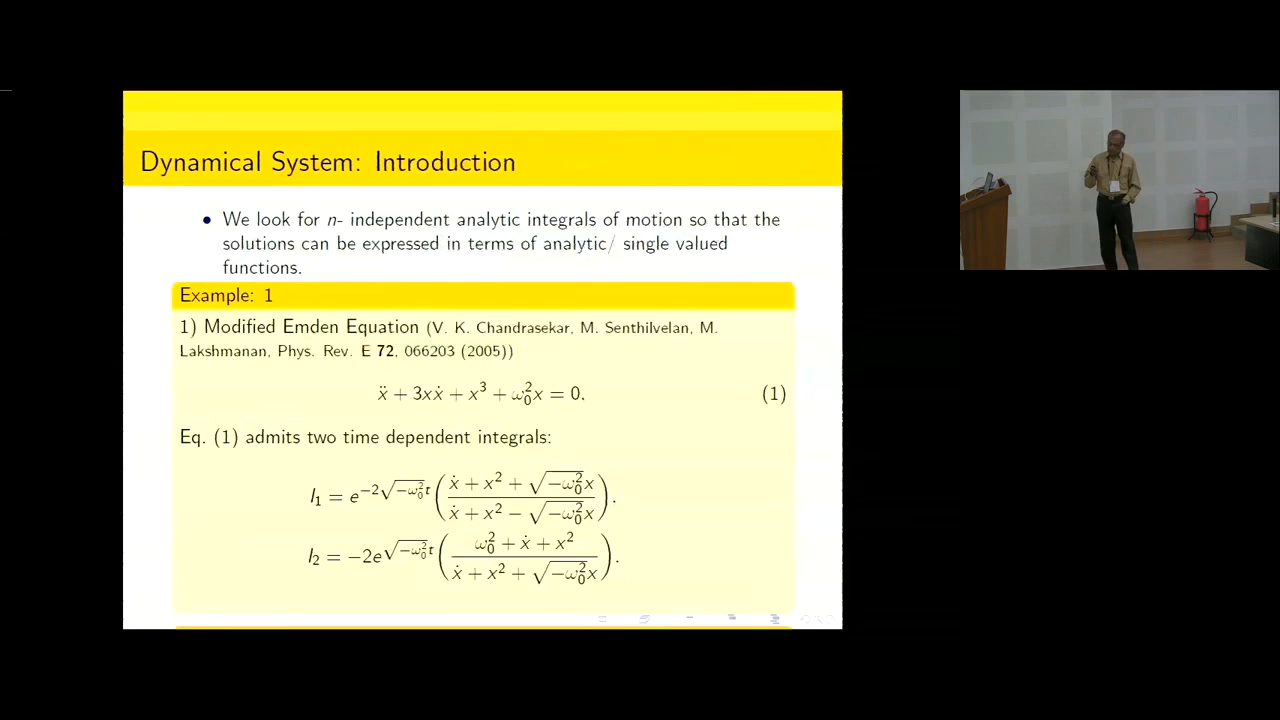 Dynamical System: Introduction
• We look for n- independent analytic integrals of motion so that the
solutions can be expressed in terms of analytic/ single valued
functions.
Example: 1
1) Modified Emden Equation (V. K. Chandrasekar, M. Senthilvelan, M.
Lakshmanan, Phys. Rev. E 72, 066203 (2005))
ẍ + 3xẋ + x³ + ω₀²x = 0. (1)
Eq. (1) admits two time dependent integrals:
I₁ = e^{−2√(−ω₀²)t} ( (ẋ + x² + √(−ω₀²)x) / (ẋ + x² − √(−ω₀²)x) ).
I₂ = −2e^{√(−ω₀²)t} ( (ω₀² + ẋ + x²) / (ẋ + x² + √(−ω₀²)x) ).